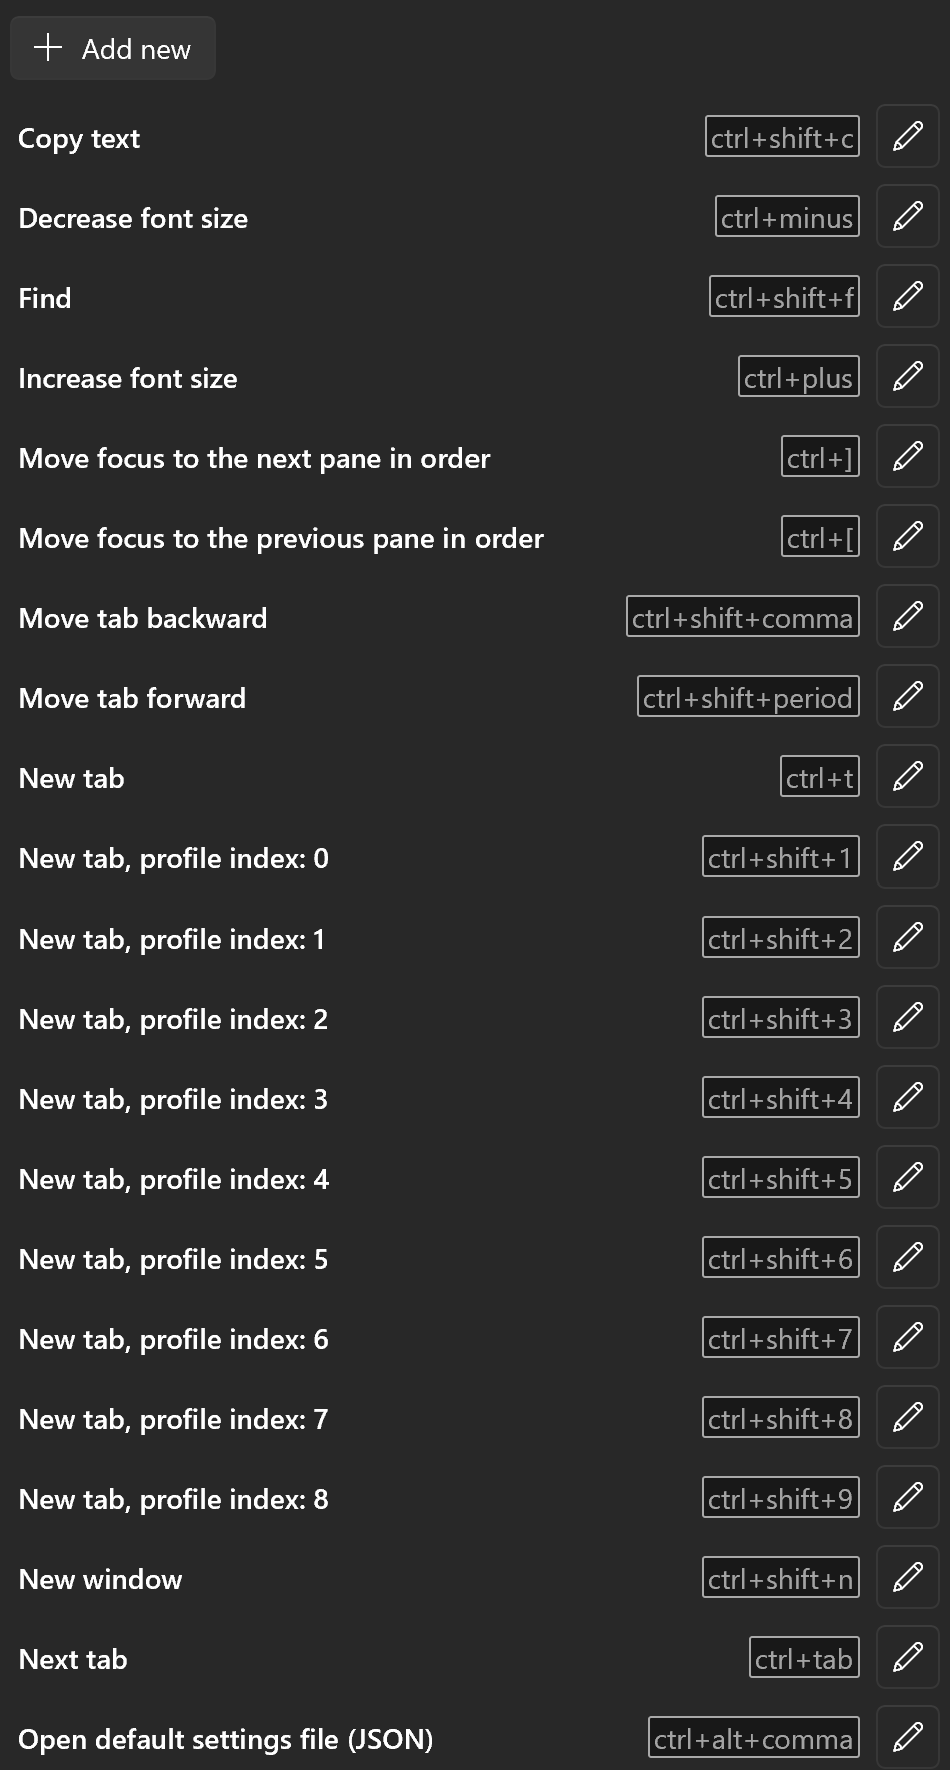 Add new
Copy text ctrl+shift+c
Decrease font size ctrl+minus
Find ctrl+shift+f
Increase font size ctrl+plus
Move focus to the next pane in order ctrl+]
Move focus to the previous pane in order ctrl+[
Move tab backward ctrl+shift+comma
Move tab forward ctrl+shift+period
New tab ctrl+t
New tab, profile index: 0 ctrl+shift+1
New tab, profile index: 1 ctrl+shift+2
New tab, profile index: 2 ctrl+shift+3
New tab, profile index: 3 ctrl+shift+4
New tab, profile index: 4 ctrl+shift+5
New tab, profile index: 5 ctrl+shift+6
New tab, profile index: 6 ctrl+shift+7
New tab, profile index: 7 ctrl+shift+8
New tab, profile index: 8 ctrl+shift+9
New window ctrl+shift+n
Next tab ctrl+tab
Open default settings file (JSON) ctrl+alt+comma